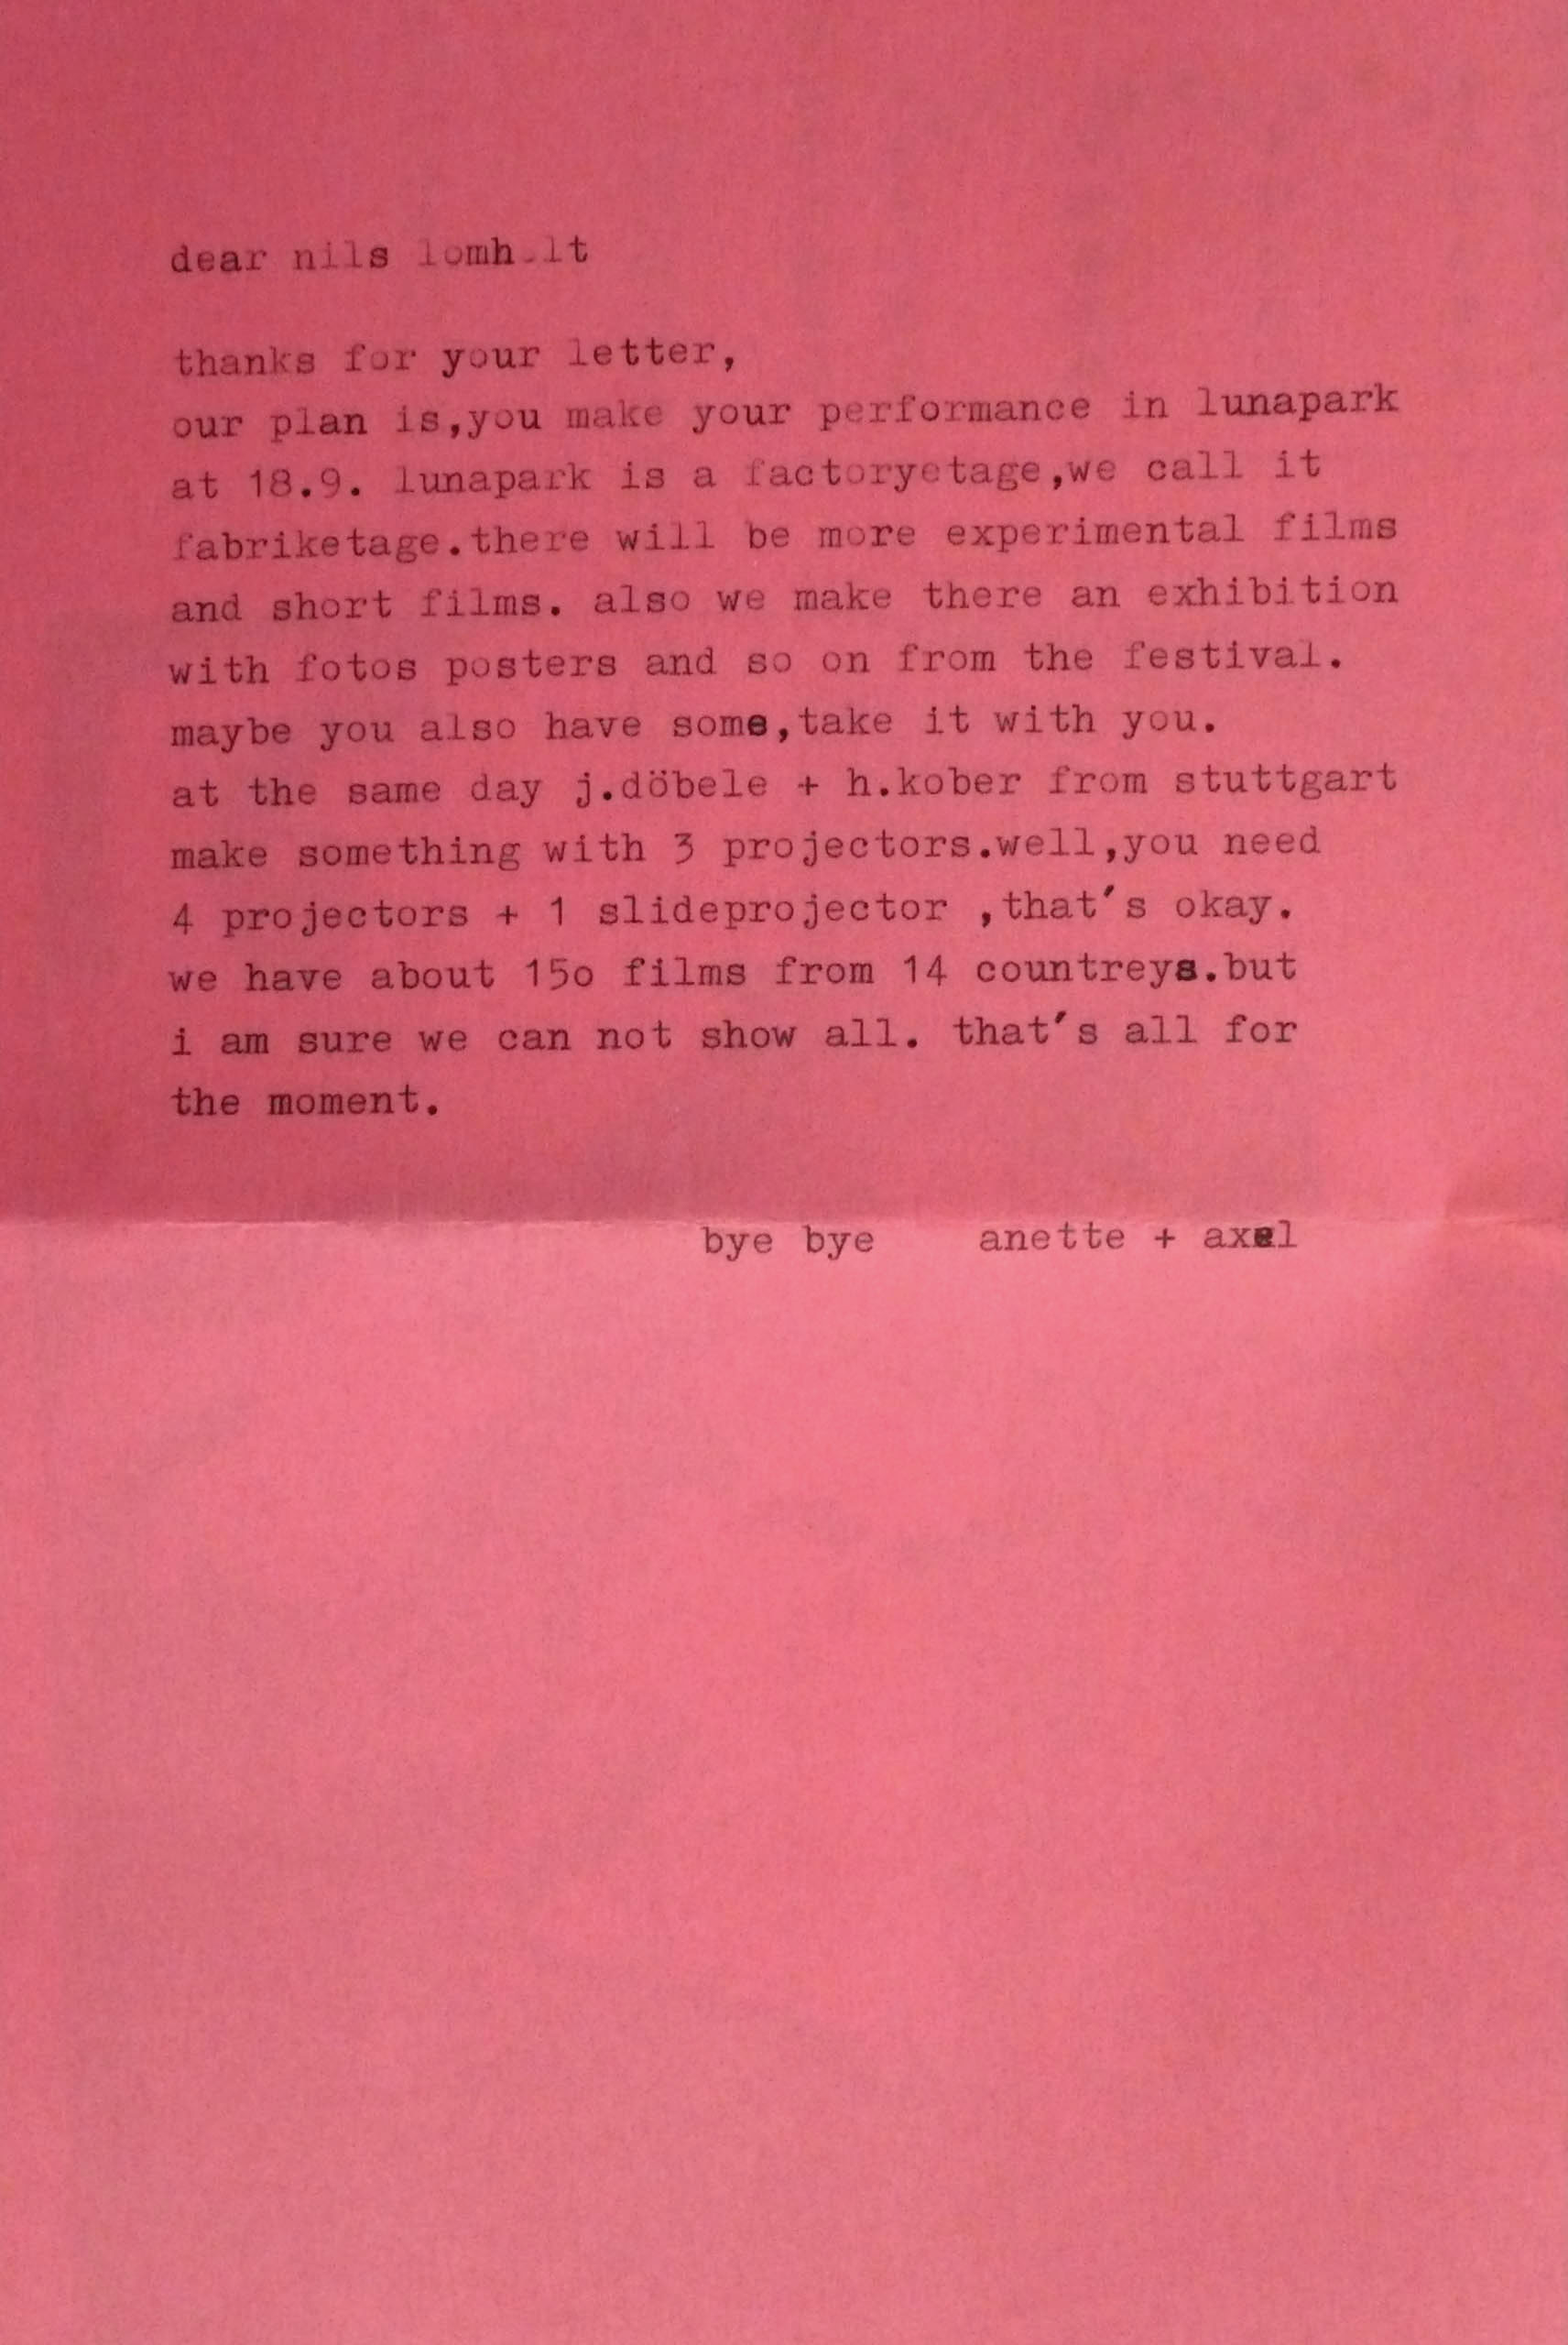 dear nils lomh.lt
thanks for your letter,
our plan is,you make your performance in lunapark
at 18.9. lunapark is a factoryetage,we call it
fabriketage.there will be more experimental films
and short films. also we make there an exhibition
with fotos posters and so on from the festival.
maybe you also have some,take it with you.
at the same day j.döbele + h.kober from stuttgart
make something with 3 projectors.well,you need
4 projectors + 1 slideprojector ,that's okay.
we have about 15o films from 14 countreys.but
i am sure we can not show all. that's all for
the moment.
bye bye anette + axel